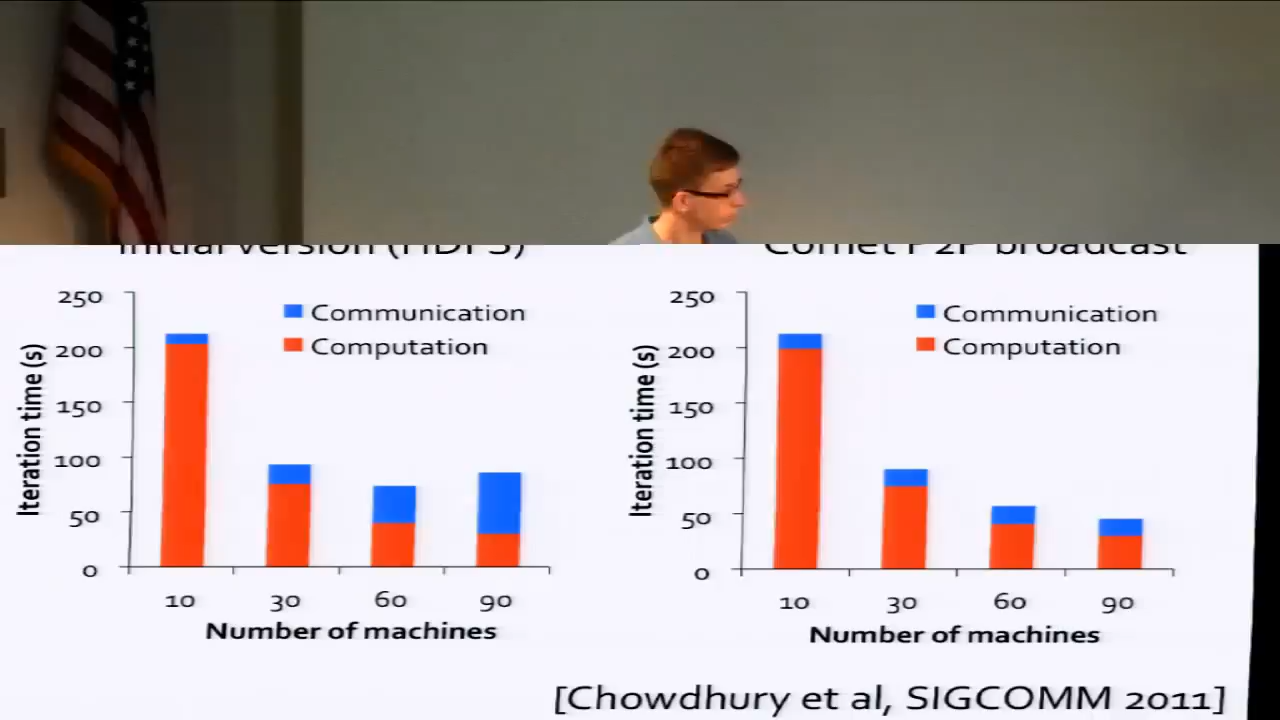 Initial version (HDFS)
Cornet P2P broadcast
250
200
150
100
50
0
Iteration time (s)
Communication
Computation
10 30 60 90
Number of machines
250
200
150
100
50
0
Iteration time (s)
Communication
Computation
10 30 60 90
Number of machines
[Chowdhury et al, SIGCOMM 2011]